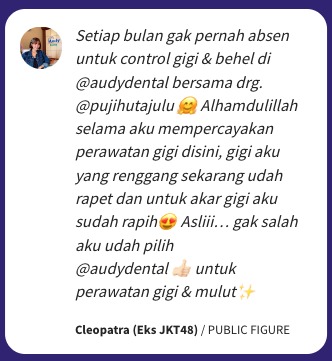 Setiap bulan gak pernah absen
untuk control gigi & behel di
@audydental bersama drg.
@pujihutajulu 🤗 Alhamdulillah
selama aku mempercayakan
perawatan gigi disini, gigi aku
yang renggang sekarang udah
rapet dan untuk akar gigi aku
sudah rapih😍 Asliii... gak salah
aku udah pilih
@audydental 👍🏻 untuk
perawatan gigi & mulut✨
Cleopatra (Eks JKT48) / PUBLIC FIGURE